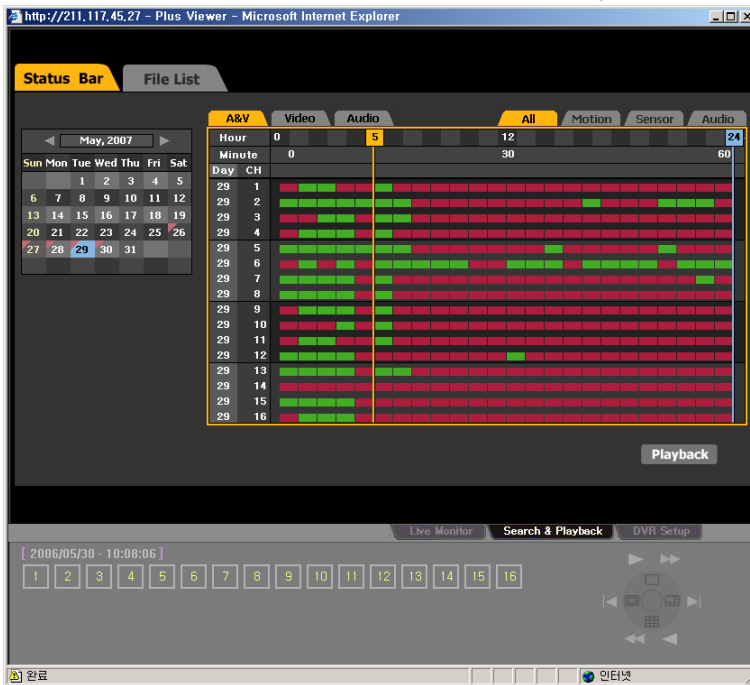 http://211.117.45.27 - Plus Viewer - Microsoft Internet Explorer
Status Bar
File List
A&V Video Audio
All Motion Sensor Audio
May, 2007
Sun Mon Tue Wed Thu Fri Sat
1 2 3 4 5
6 7 8 9 10 11 12
13 14 15 16 17 18 19
20 21 22 23 24 25 26
27 28 29 30 31
Hour 0 5 12 24
Minute 0 30 60
Day CH
29 1
29 2
29 3
29 4
29 5
29 6
29 7
29 8
29 9
29 10
29 11
29 12
29 13
29 14
29 15
29 16
Playback
Live Monitor Search & Playback DVR Setup
[ 2006/05/30 - 10:08:06 ]
1 2 3 4 5 6 7 8 9 10 11 12 13 14 15 16
완료
인터넷